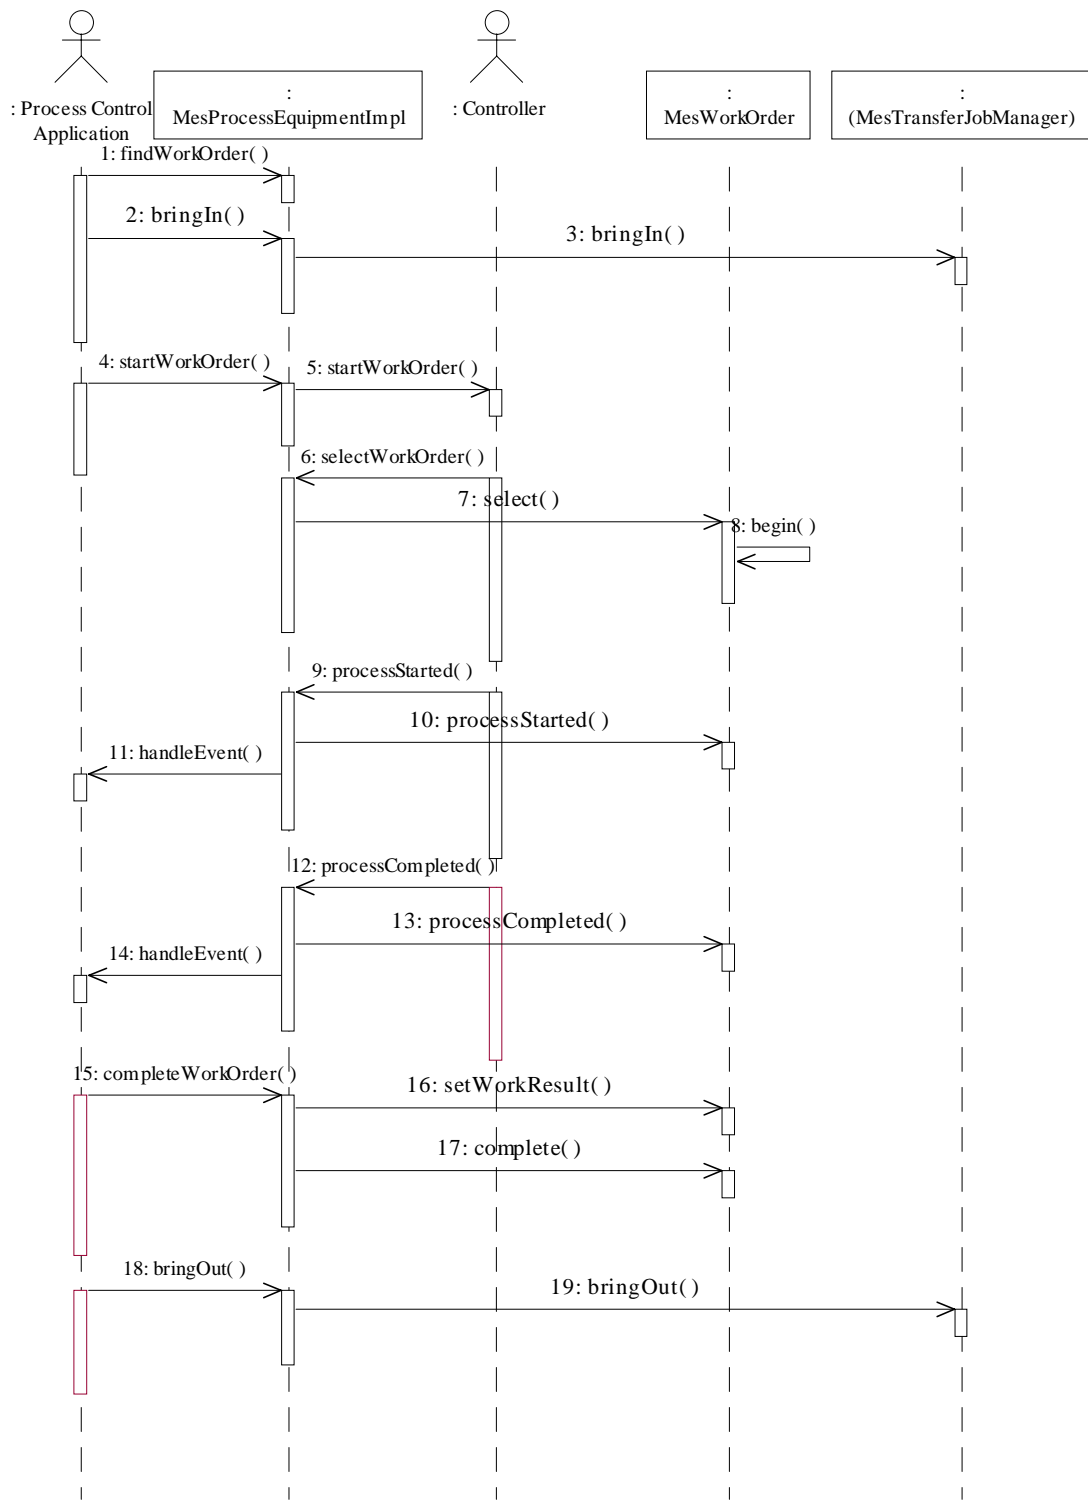 : Process Control
Application
:
MesProcessEquipmentImpl
: Controller
:
MesWorkOrder
:
(MesTransferJobManager)
1: findWorkOrder( )
2: bringIn( )
3: bringIn( )
4: startWorkOrder( )
5: startWorkOrder( )
6: selectWorkOrder( )
7: select( )
8: begin( )
9: processStarted( )
10: processStarted( )
11: handleEvent( )
12: processCompleted( )
13: processCompleted( )
14: handleEvent( )
15: completeWorkOrder( )
16: setWorkResult( )
17: complete( )
18: bringOut( )
19: bringOut( )